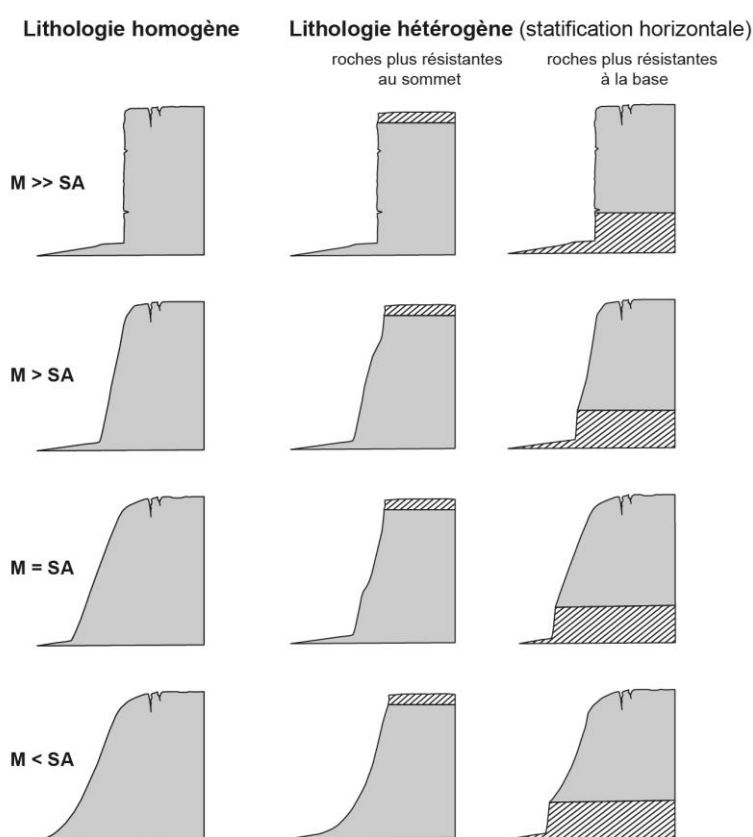 Lithologie homogène
Lithologie hétérogène (statification horizontale)
roches plus résistantes
au sommet
roches plus résistantes
à la base
M >> SA
M > SA
M = SA
M < SA